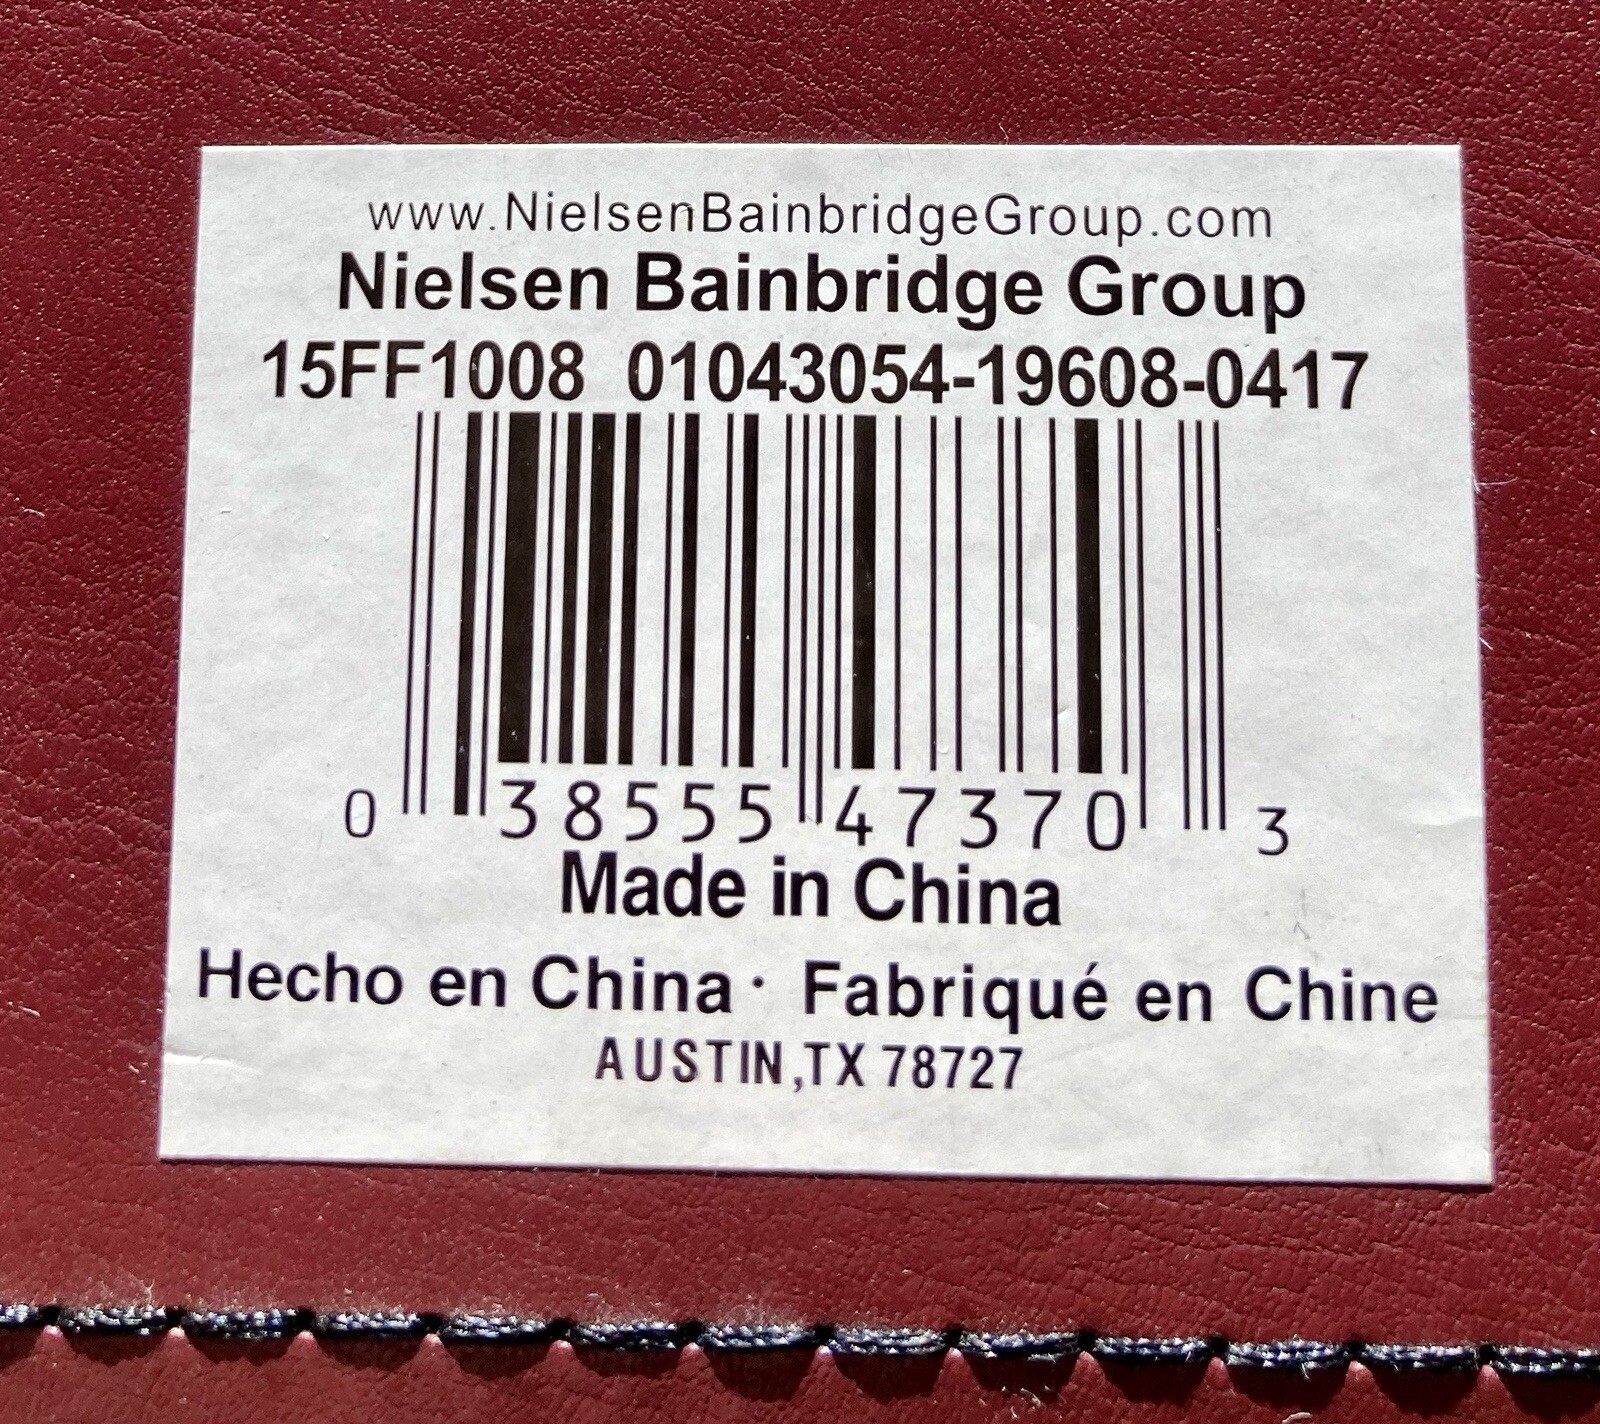 www.NielsenBainbridgeGroup.com
Nielsen Bainbridge Group
15FF1008 01043054-19608-0417
0 38555 47370 3
Made in China
Hecho en China · Fabriqué en Chine
AUSTIN,TX 78727